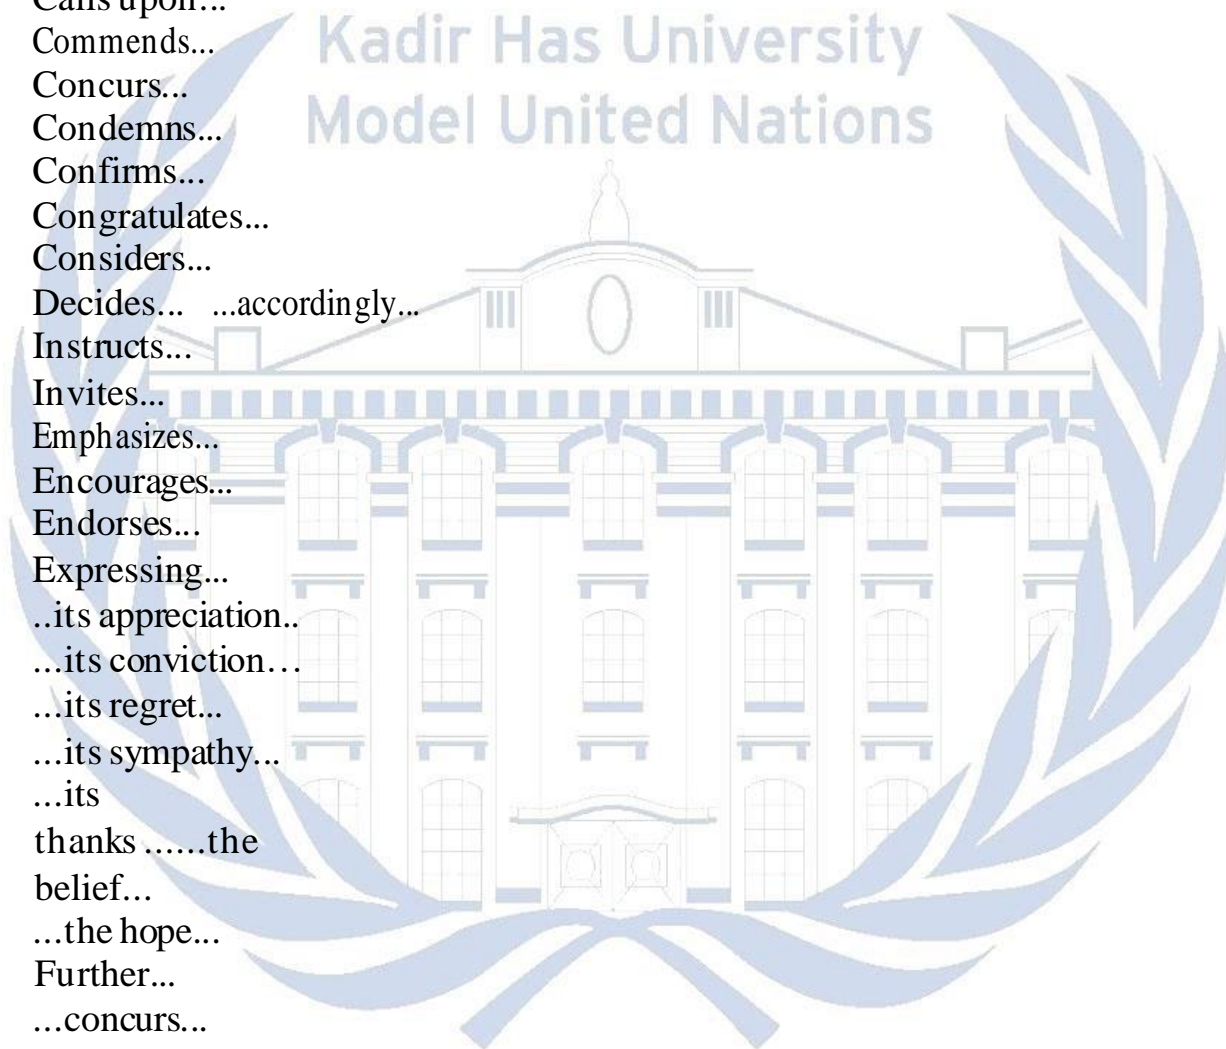 Calls upon...
Kadir Has University
Commends...
Concurs...
Model United Nations
Condemns...
Confirms...
Congratulates...
Considers...
Decides... ...accordingly...
Instructs...
Invites...
Emphasizes...
Encourages...
Endorses...
Expressing...
..its appreciation..
...its conviction…
...its regret...
...its sympathy...
...its
thanks ......the
belief...
...the hope...
Further...
...concurs...